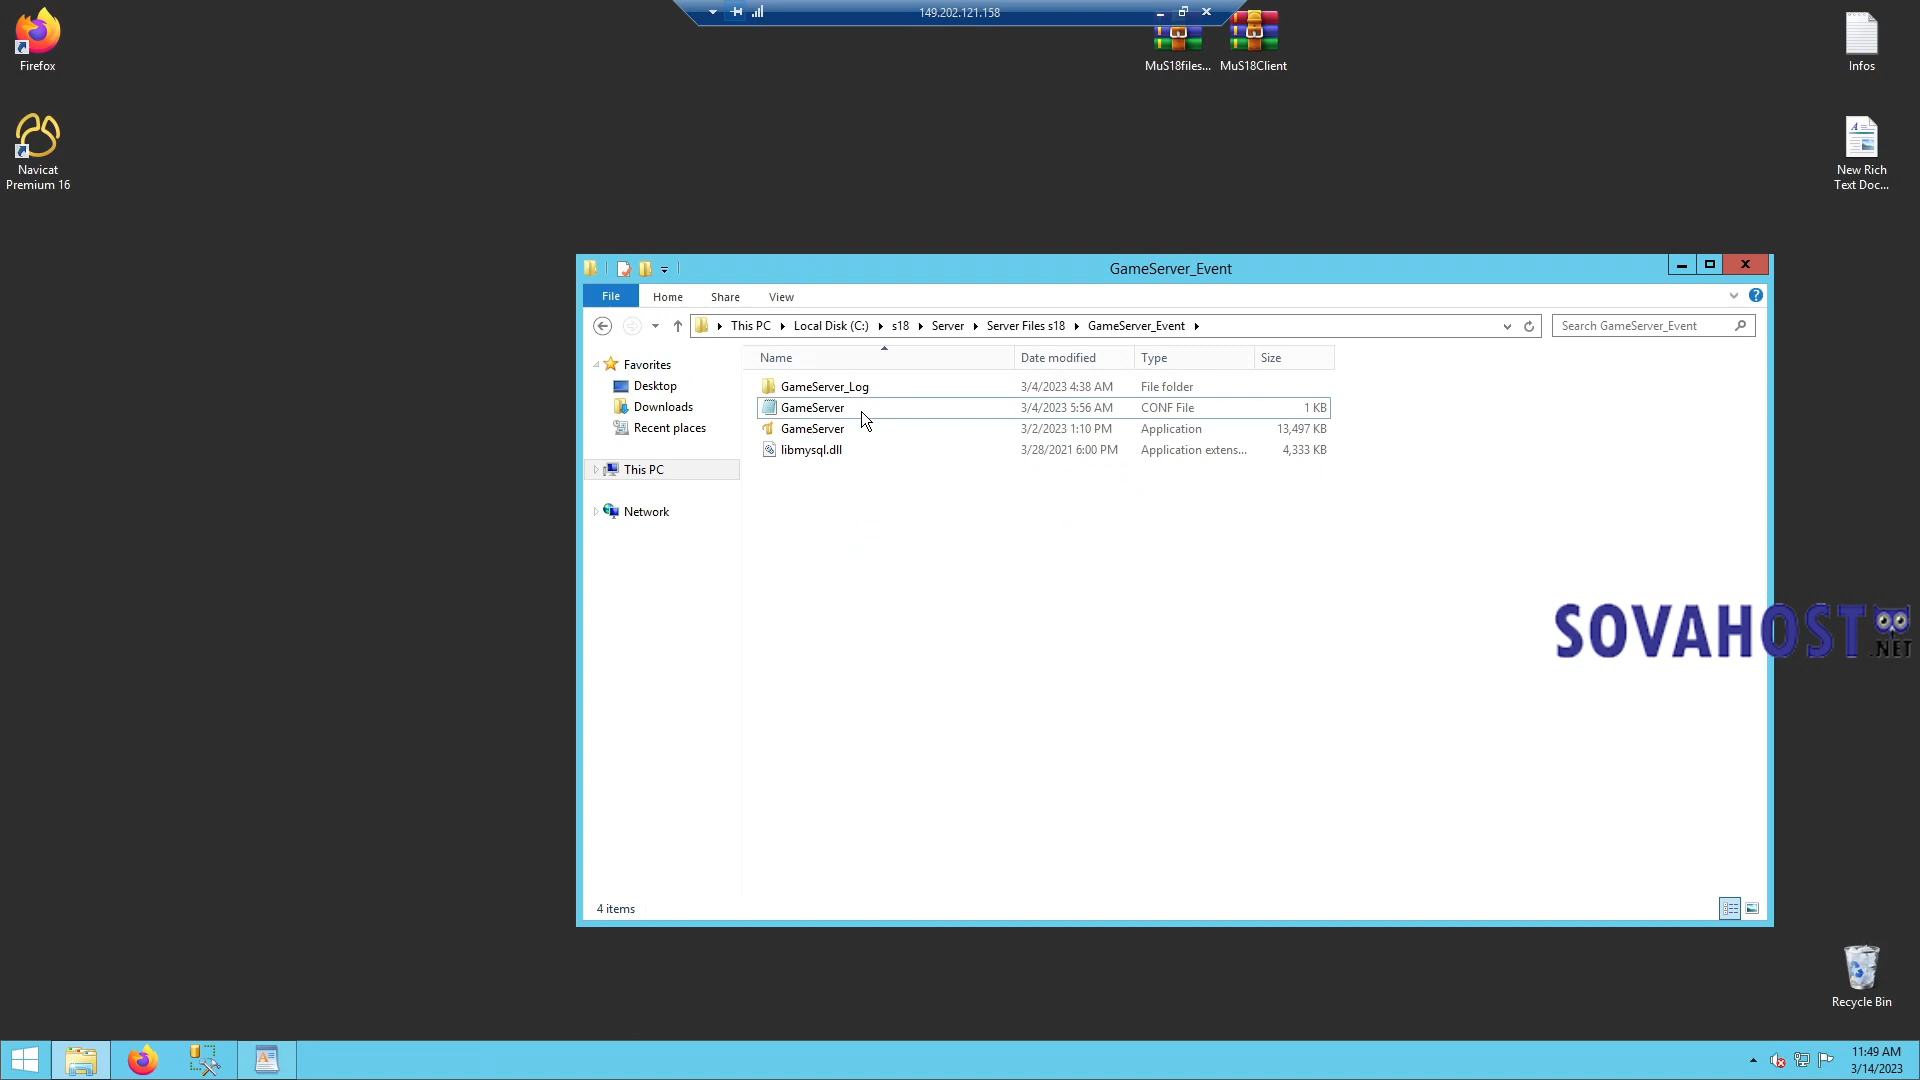 149.202.121.158
Firefox
MuS18files...
MuS18Client
Infos
Navicat
Premium 16
New Rich
Text Doc...
GameServer_Event
File Home Share View
This PC Local Disk (C:) s18 Server Server Files s18 GameServer_Event
Search GameServer_Event
Favorites
Desktop
Downloads
Recent places
This PC
Network
Name Date modified Type Size
GameServer_Log 3/4/2023 4:38 AM File folder
GameServer 3/4/2023 5:56 AM CONF File 1 KB
GameServer 3/2/2023 1:10 PM Application 13,497 KB
libmysql.dll 3/28/2021 6:00 PM Application extens... 4,333 KB
SOVAHOST
.NET
4 items
Recycle Bin
11:49 AM
3/14/2023